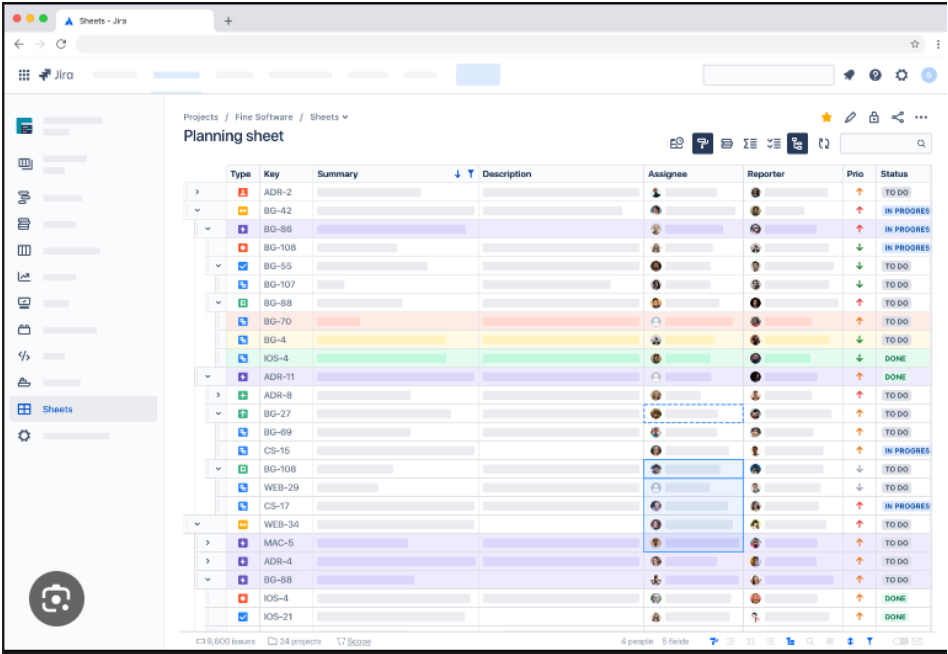 Sheets - Jira
Jira
Projects / Fine Software / Sheets
Planning sheet
Type Key Summary Description Assignee Reporter Prio Status
ADR-2 TO DO
BG-42 IN PROGRES
BG-86 IN PROGRES
BG-108 IN PROGRES
BG-55 TO DO
BG-107 TO DO
BG-88 TO DO
BG-70 TO DO
BG-4 TO DO
IOS-4 DONE
Sheets
ADR-11 DONE
ADR-8 TO DO
BG-27 TO DO
BG-69 TO DO
CS-15 IN PROGRES
BG-108 TO DO
WEB-29 TO DO
CS-17 IN PROGRES
WEB-34 TO DO
MAC-5 TO DO
ADR-4 TO DO
BG-88 TO DO
IOS-4 DONE
IOS-21 DONE
9,600 issues 24 projects Scope 4 people 5 fields